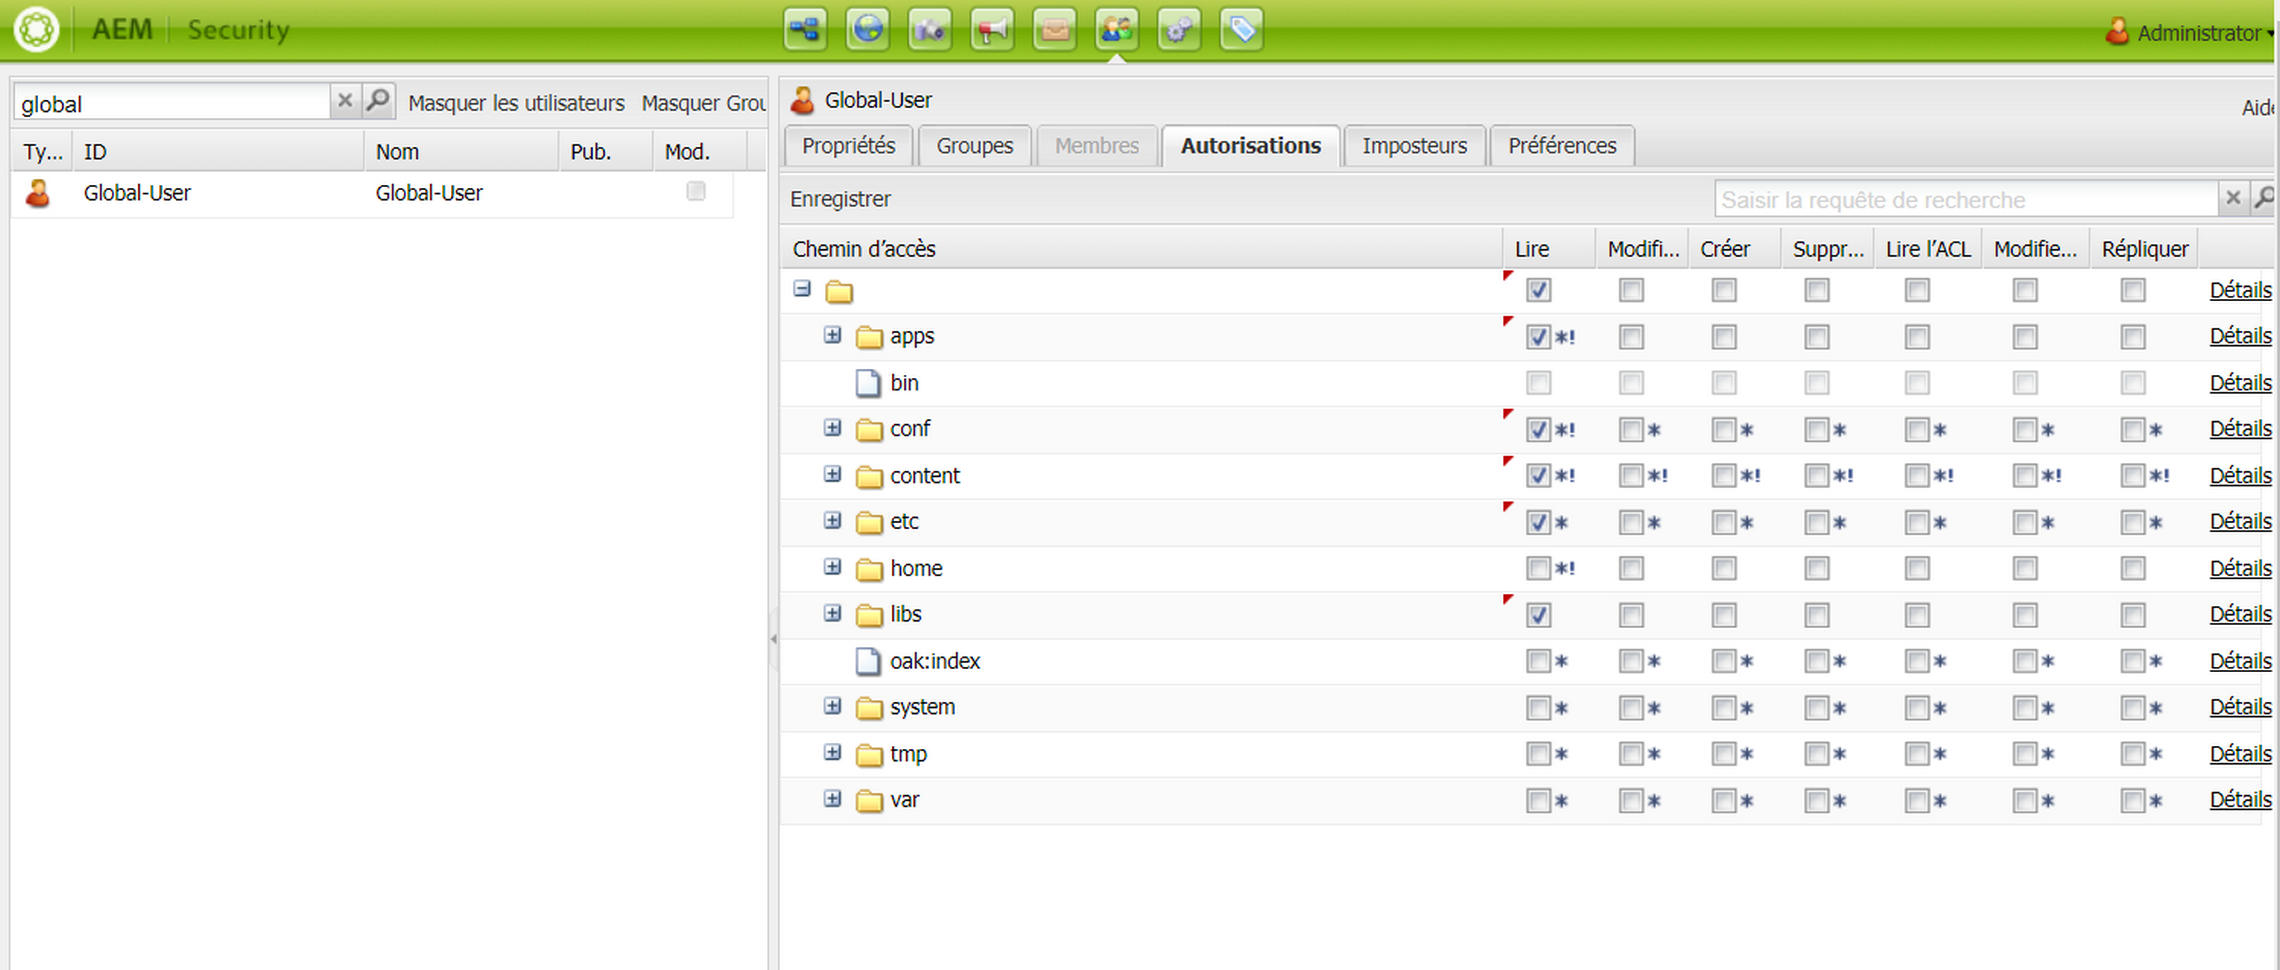 AEM Security Administrator
global Masquer les utilisateurs Masquer Grou
Ty... ID Nom Pub. Mod.
Global-User Global-User
Global-User
Aide
Propriétés Groupes Membres Autorisations Imposteurs Préférences
Enregistrer Saisir la requête de recherche
Chemin d’accès Lire Modifi... Créer Suppr... Lire l’ACL Modifie... Répliquer
Détails
apps *! Détails
bin Détails
conf *! * * * * * * Détails
content *! *! *! *! *! *! *! Détails
etc * * * * * * * Détails
home *! Détails
libs Détails
oak:index * * * * * * * Détails
system * * * * * * * Détails
tmp * * * * * * * Détails
var * * * * * * * Détails